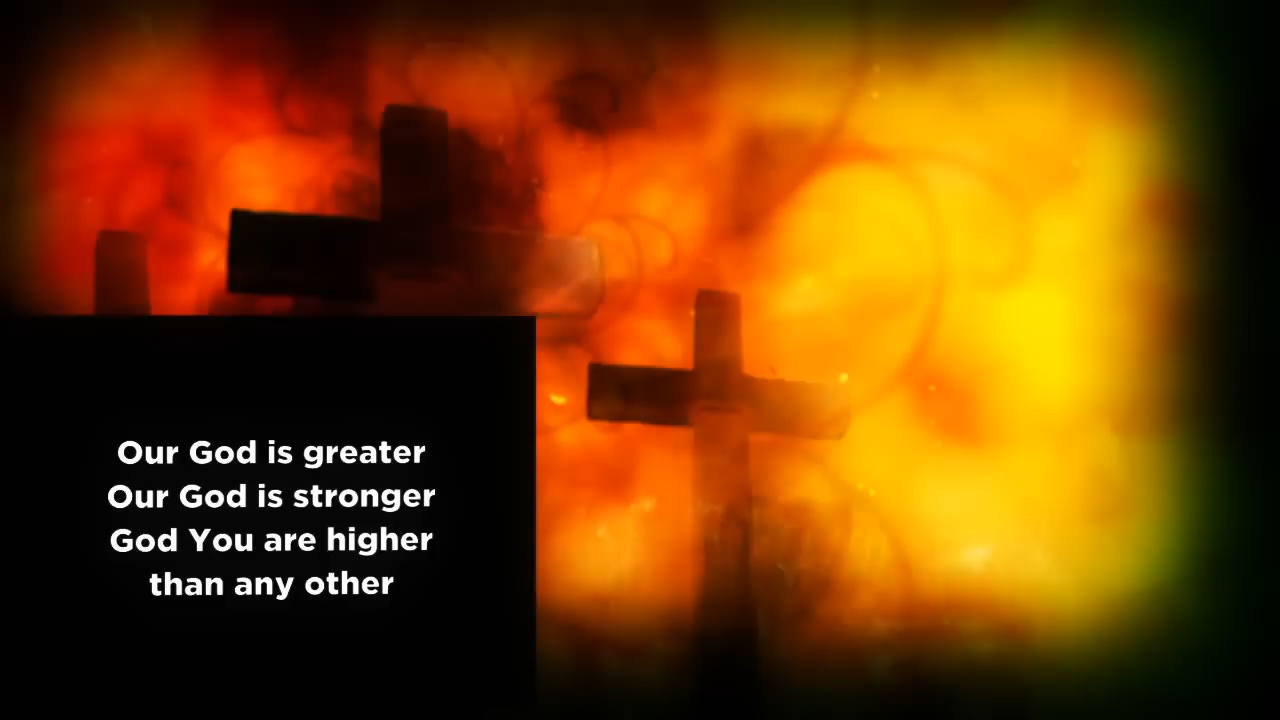 Our God is greater
Our God is stronger
God You are higher
than any other